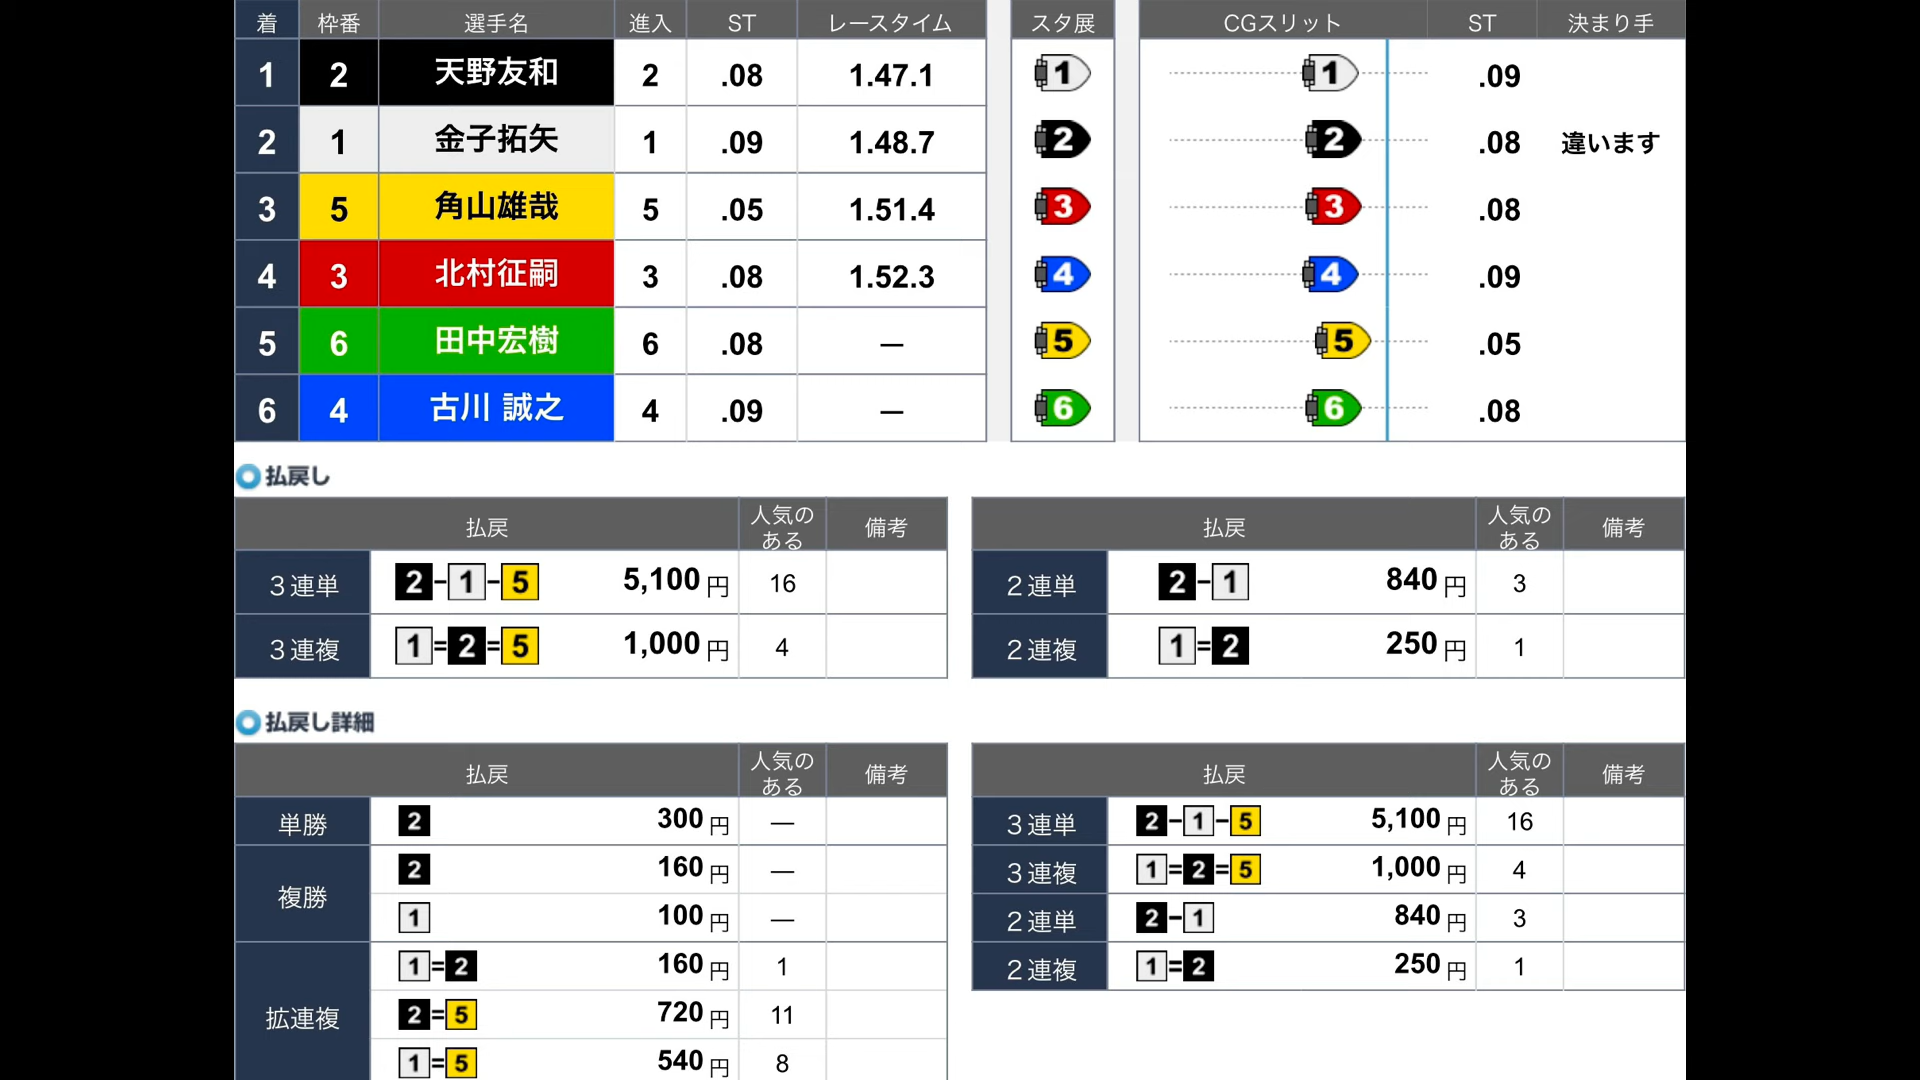 着 枠番 選手名 進入 ST レースタイム スタ展 CGスリット ST 決まり手
1 2 天野友和 2 .08 1.47.1 1 1 .09
2 1 金子拓矢 1 .09 1.48.7 2 2 .08 違います
3 5 角山雄哉 5 .05 1.51.4 3 3 .08
4 3 北村征嗣 3 .08 1.52.3 4 4 .09
5 6 田中宏樹 6 .08 — 5 5 .05
6 4 古川 誠之 4 .09 — 6 6 .08
払戻し
払戻 人気の ある 備考 払戻 人気の ある 備考
3連単 2-1-5 5,100円 16 2連単 2-1 840円 3
3連複 1=2=5 1,000円 4 2連複 1=2 250円 1
払戻し詳細
払戻 人気の ある 備考 払戻 人気の ある 備考
単勝 2 300円 — 3連単 2-1-5 5,100円 16
複勝 2 160円 — 3連複 1=2=5 1,000円 4
1 100円 — 2連単 2-1 840円 3
拡連複 1=2 160円 1 2連複 1=2 250円 1
2=5 720円 11
1=5 540円 8